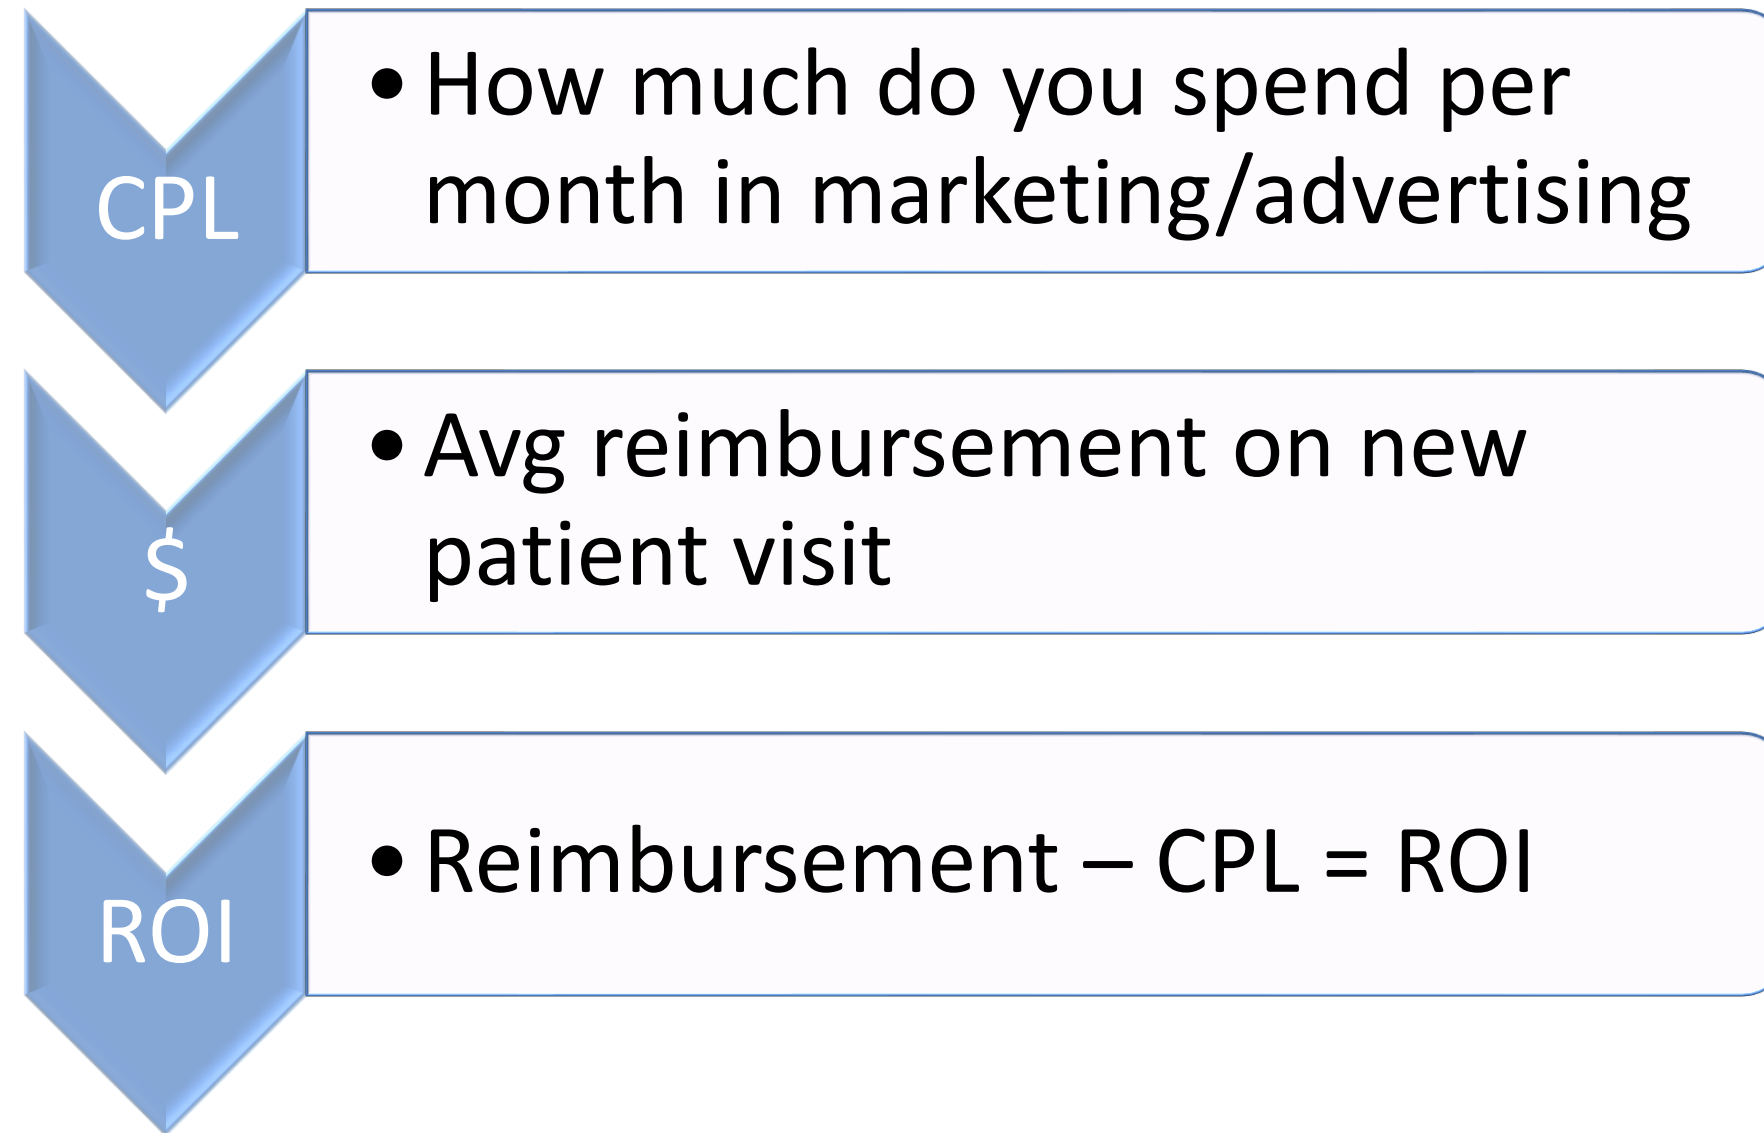 CPL
• How much do you spend per
month in marketing/advertising
$
• Avg reimbursement on new
patient visit
ROI
• Reimbursement – CPL = ROI